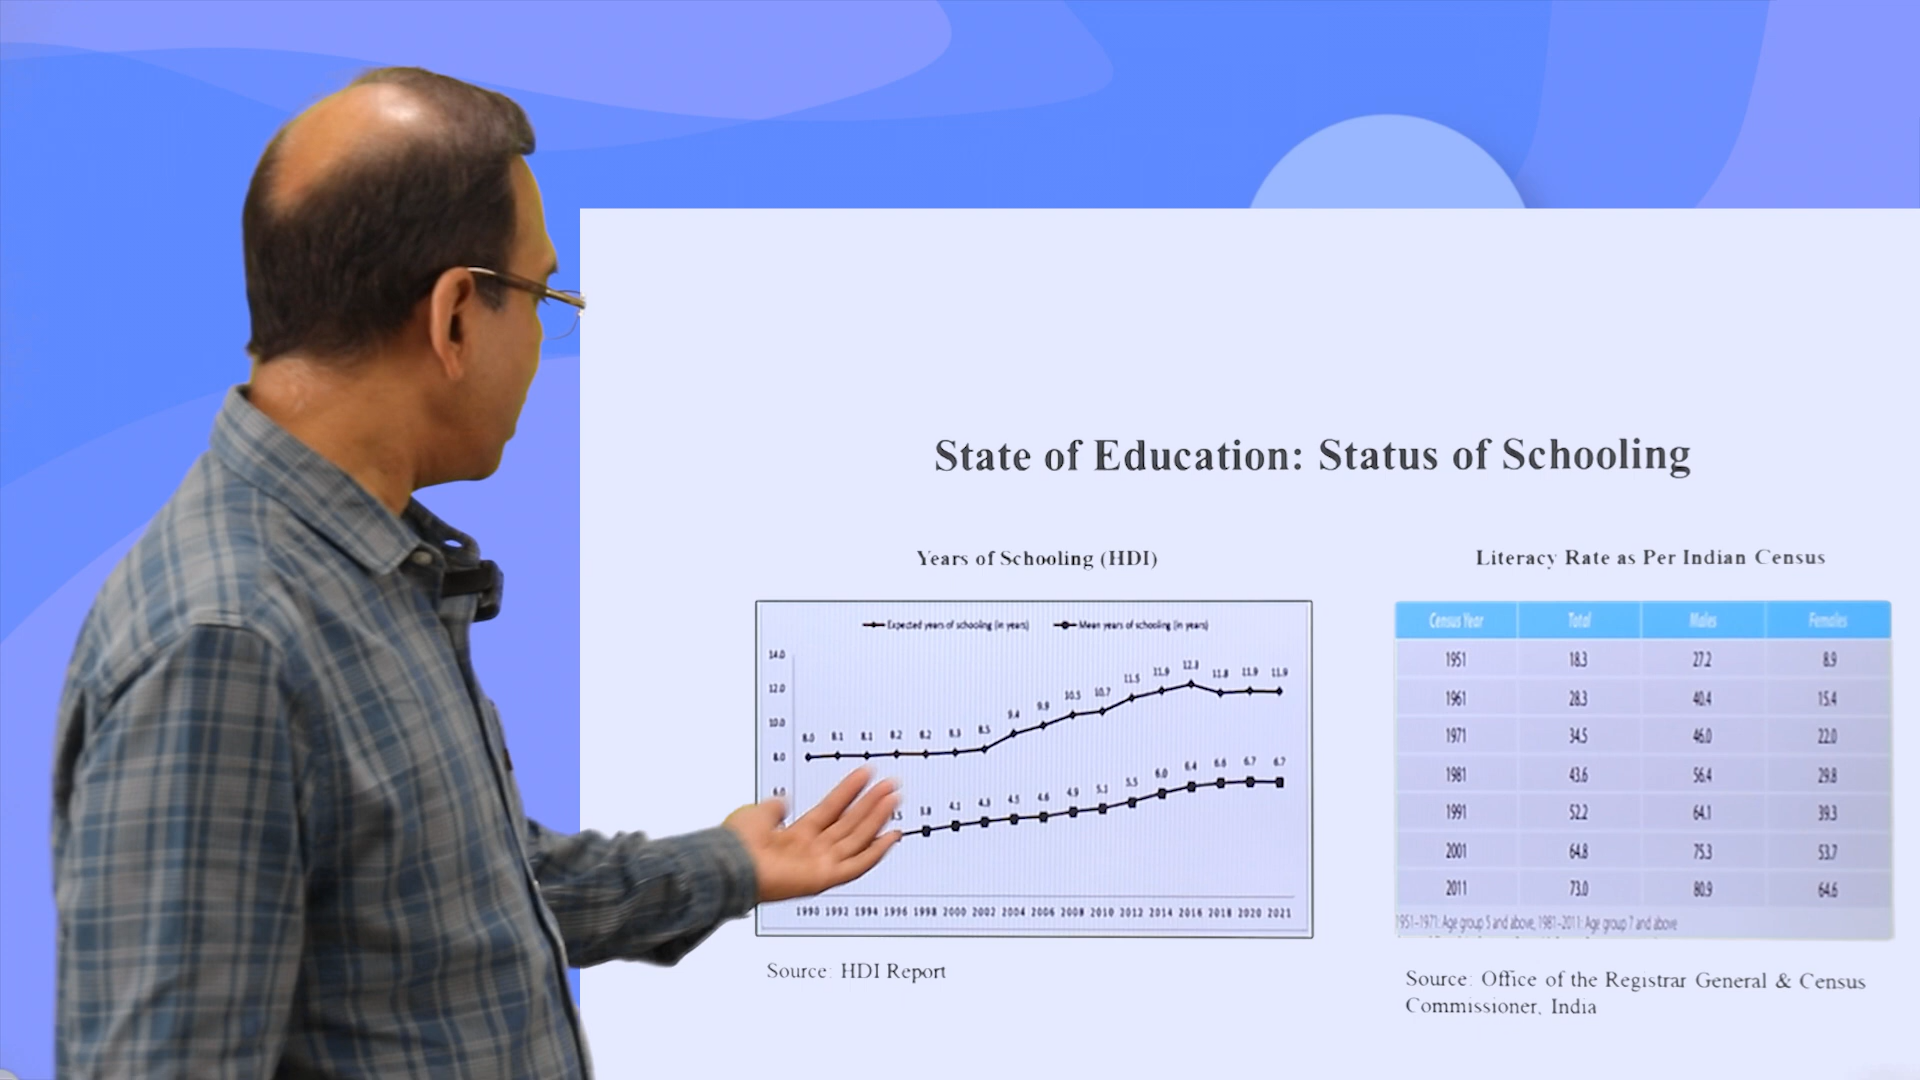 State of Education: Status of Schooling
Years of Schooling (HDI)
Expected years of schooling (in years) Mean years of schooling (in years)
14.0
12.0
10.0
8.0
6.0
8.0 8.1 8.1 8.2 8.2 8.3 8.5 9.4 9.9 10.5 10.7 11.5 11.9 12.3 11.8 11.9 11.9
3.8 4.1 4.3 4.5 4.6 4.9 5.1 5.5 6.0 6.4 6.6 6.7 6.7
1990 1992 1994 1996 1998 2000 2002 2004 2006 2008 2010 2012 2014 2016 2018 2020 2021
Source: HDI Report
Literacy Rate as Per Indian Census
Census Year Total Males Females
1951 18.3 27.2 8.9
1961 28.3 40.4 15.4
1971 34.5 46.0 22.0
1981 43.6 56.4 29.8
1991 52.2 64.1 39.3
2001 64.8 75.3 53.7
2011 73.0 80.9 64.6
1951-1971: Age group 5 and above, 1981-2011: Age group 7 and above
Source: Office of the Registrar General & Census
Commissioner, India